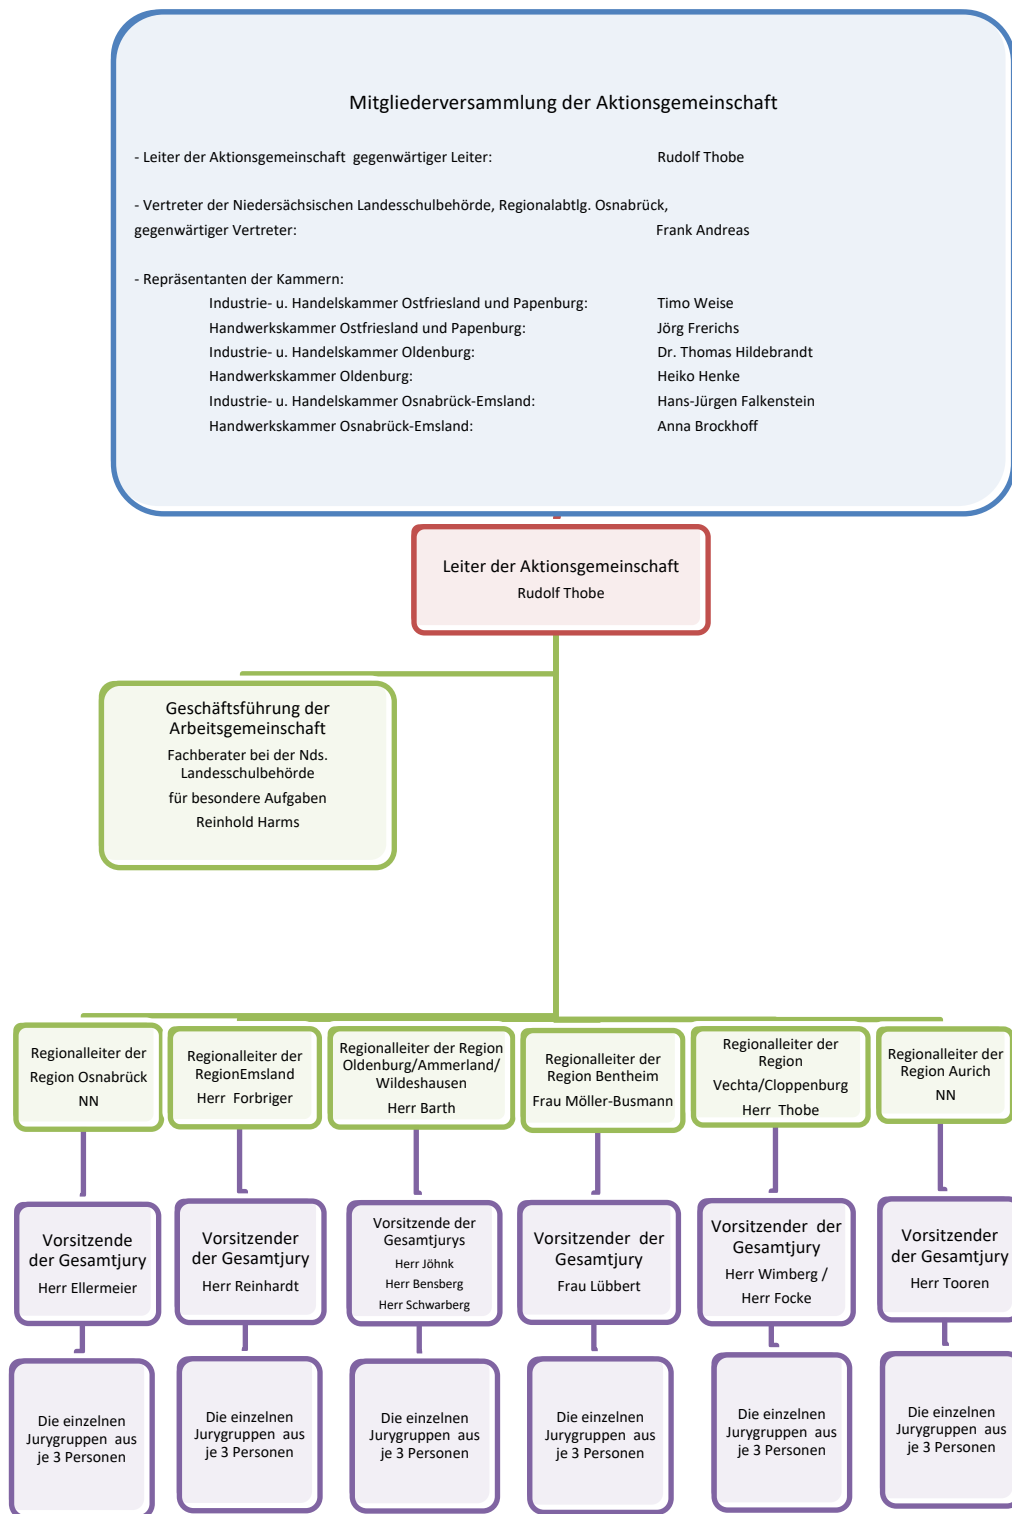 Mitgliederversammlung der Aktionsgemeinschaft
- Leiter der Aktionsgemeinschaft gegenwärtiger Leiter: Rudolf Thobe
- Vertreter der Niedersächsischen Landesschulbehörde, Regionalabtlg. Osnabrück,
gegenwärtiger Vertreter: Frank Andreas
- Repräsentanten der Kammern:
Industrie- u. Handelskammer Ostfriesland und Papenburg: Timo Weise
Handwerkskammer Ostfriesland und Papenburg: Jörg Frerichs
Industrie- u. Handelskammer Oldenburg: Dr. Thomas Hildebrandt
Handwerkskammer Oldenburg: Heiko Henke
Industrie- u. Handelskammer Osnabrück-Emsland: Hans-Jürgen Falkenstein
Handwerkskammer Osnabrück-Emsland: Anna Brockhoff
Leiter der Aktionsgemeinschaft
Rudolf Thobe
Geschäftsführung der
Arbeitsgemeinschaft
Fachberater bei der Nds.
Landesschulbehörde
für besondere Aufgaben
Reinhold Harms
Regionalleiter der
Region Osnabrück
NN
Regionalleiter der
RegionEmsland
Herr Forbriger
Regionalleiter der Region
Oldenburg/Ammerland/
Wildeshausen
Herr Barth
Regionalleiter der
Region Bentheim
Frau Möller-Busmann
Regionalleiter der
Region
Vechta/Cloppenburg
Herr Thobe
Regionalleiter der
Region Aurich
NN
Vorsitzende
der Gesamtjury
Herr Ellermeier
Vorsitzender
der Gesamtjury
Herr Reinhardt
Vorsitzende der
Gesamtjurys
Herr Jöhnk
Herr Bensberg
Herr Schwarberg
Vorsitzender der
Gesamtjury
Frau Lübbert
Vorsitzender der
Gesamtjury
Herr Wimberg /
Herr Focke
Vorsitzender
der Gesamtjury
Herr Tooren
Die einzelnen
Jurygruppen aus
je 3 Personen
Die einzelnen
Jurygruppen aus
je 3 Personen
Die einzelnen
Jurygruppen aus
je 3 Personen
Die einzelnen
Jurygruppen aus
je 3 Personen
Die einzelnen
Jurygruppen aus
je 3 Personen
Die einzelnen
Jurygruppen aus
je 3 Personen